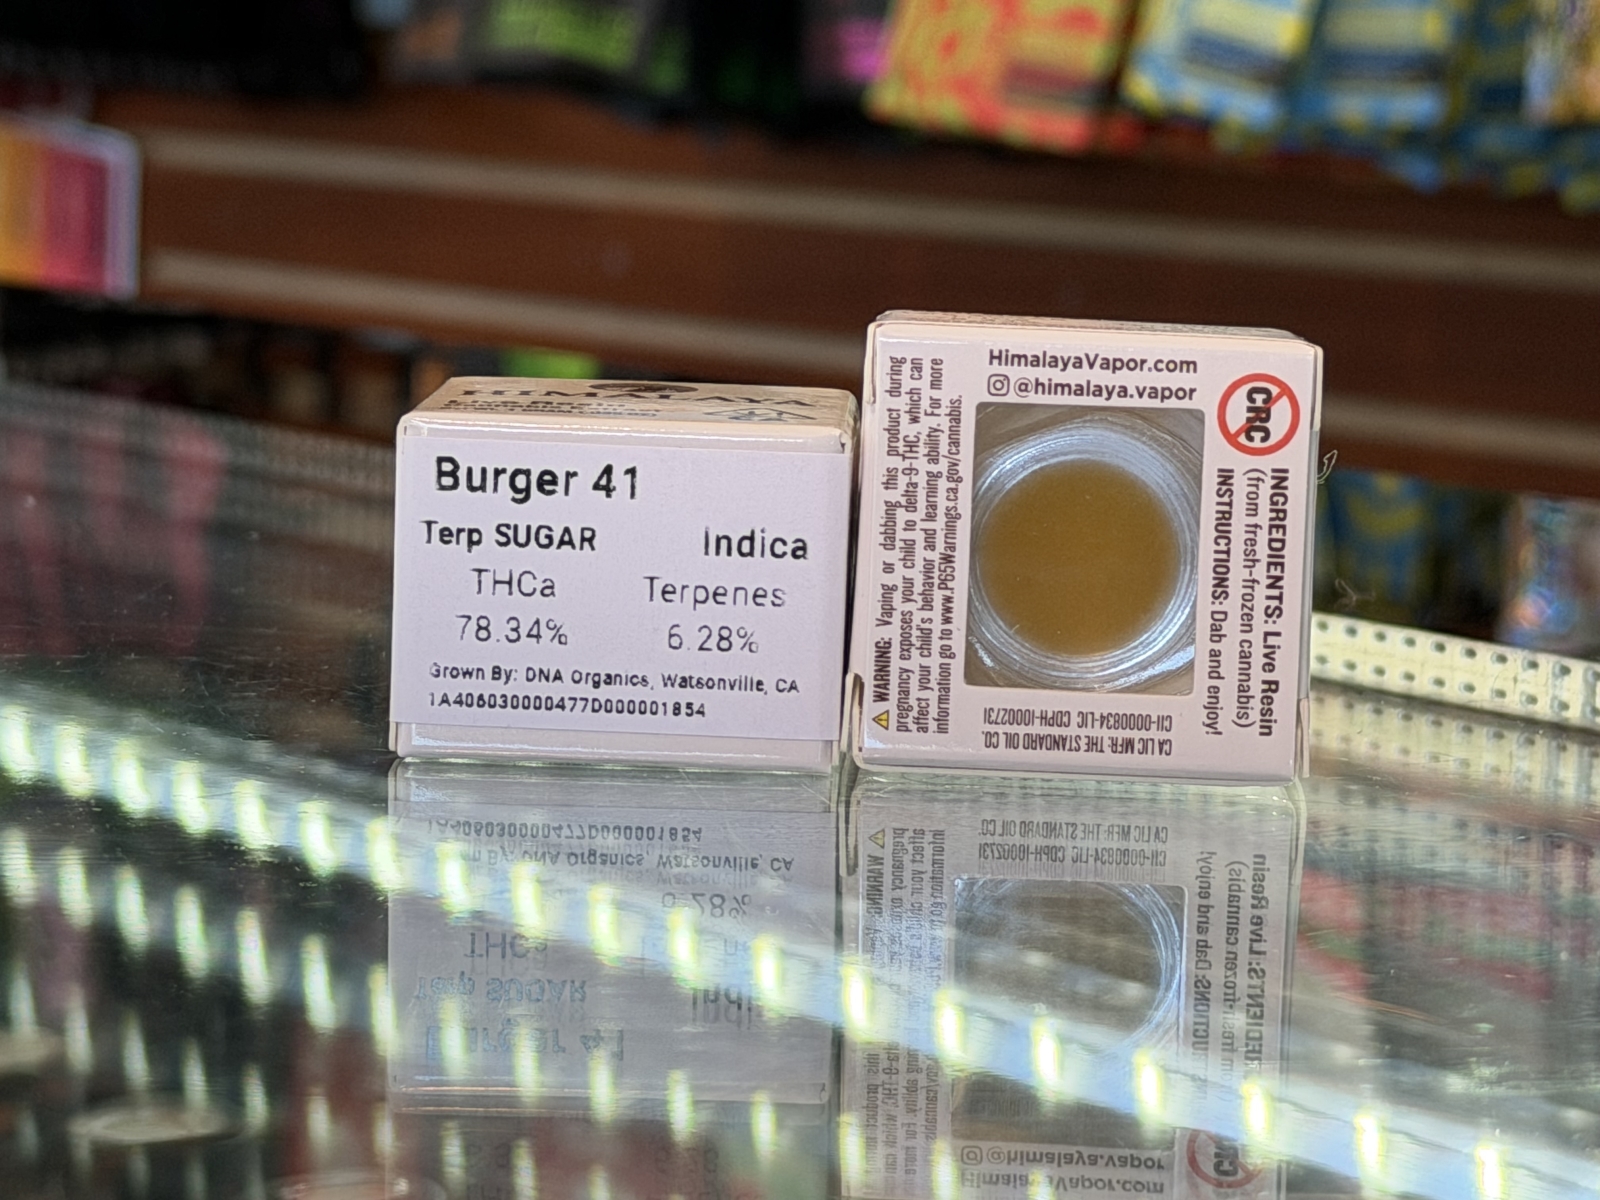 HIMALAYA
Burger 41
Terp SUGAR
Indica
THCa
Terpenes
78.34%
6.28%
Grown By: DNA Organics, Watsonville, CA
1A406030000477D000001854
HimalayaVapor.com
@himalaya.vapor
CRC
WARNING: Vaping or dabbing this product during
pregnancy exposes your child to delta-9-THC, which can
affect your child's behavior and learning ability. For more
information go to www.P65Warnings.ca.gov/cannabis.
INGREDIENTS: Live Resin
(from fresh-frozen cannabis)
INSTRUCTIONS: Dab and enjoy!
CA LIC MFR: THE STANDARD OIL CO.
C11-0000834-LIC CDPH-10002731